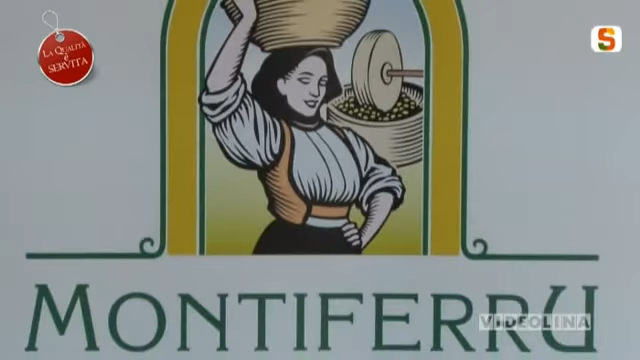 LA QUALITÀ
È
SERVITA
S
MONTIFERRU
VIDEOLINA